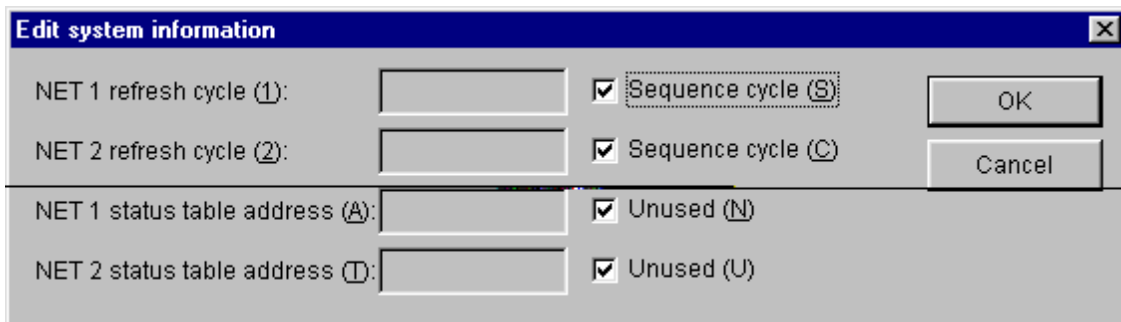 Edit system information
NET 1 refresh cycle (1): Sequence cycle (S) OK
NET 2 refresh cycle (2): Sequence cycle (C) Cancel
NET 1 status table address (A): Unused (N)
NET 2 status table address (T): Unused (U)